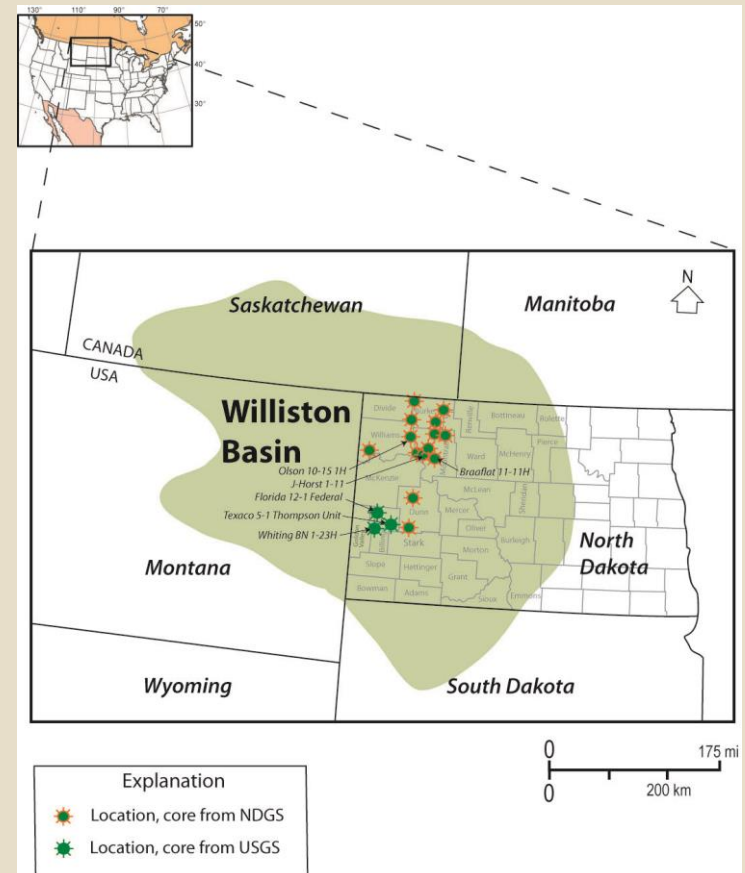 130°
110°
90°
70°
50°
40°
30°
N
Saskatchewan
Manitoba
CANADA
USA
Williston
Basin
Divide
Renville
Bottineau
Rolette
Williams
Pierce
Ward
McHenry
Olson 10-15 1H
J-Horst 1-11
Braaflat 11-11H
McKenzie
McLean
Sheridan
Florida 12-1 Federal
Texaco 5-1 Thompson Unit
Whiting BN 1-23H
Dunn
Mercer
Oliver
Burleigh
Stark
Morton
North
Dakota
Montana
Slope
Hettinger
Grant
Bowman
Adams
Sioux
Emmons
Wyoming
South Dakota
0
175 mi
0
200 km
Explanation
Location, core from NDGS
Location, core from USGS